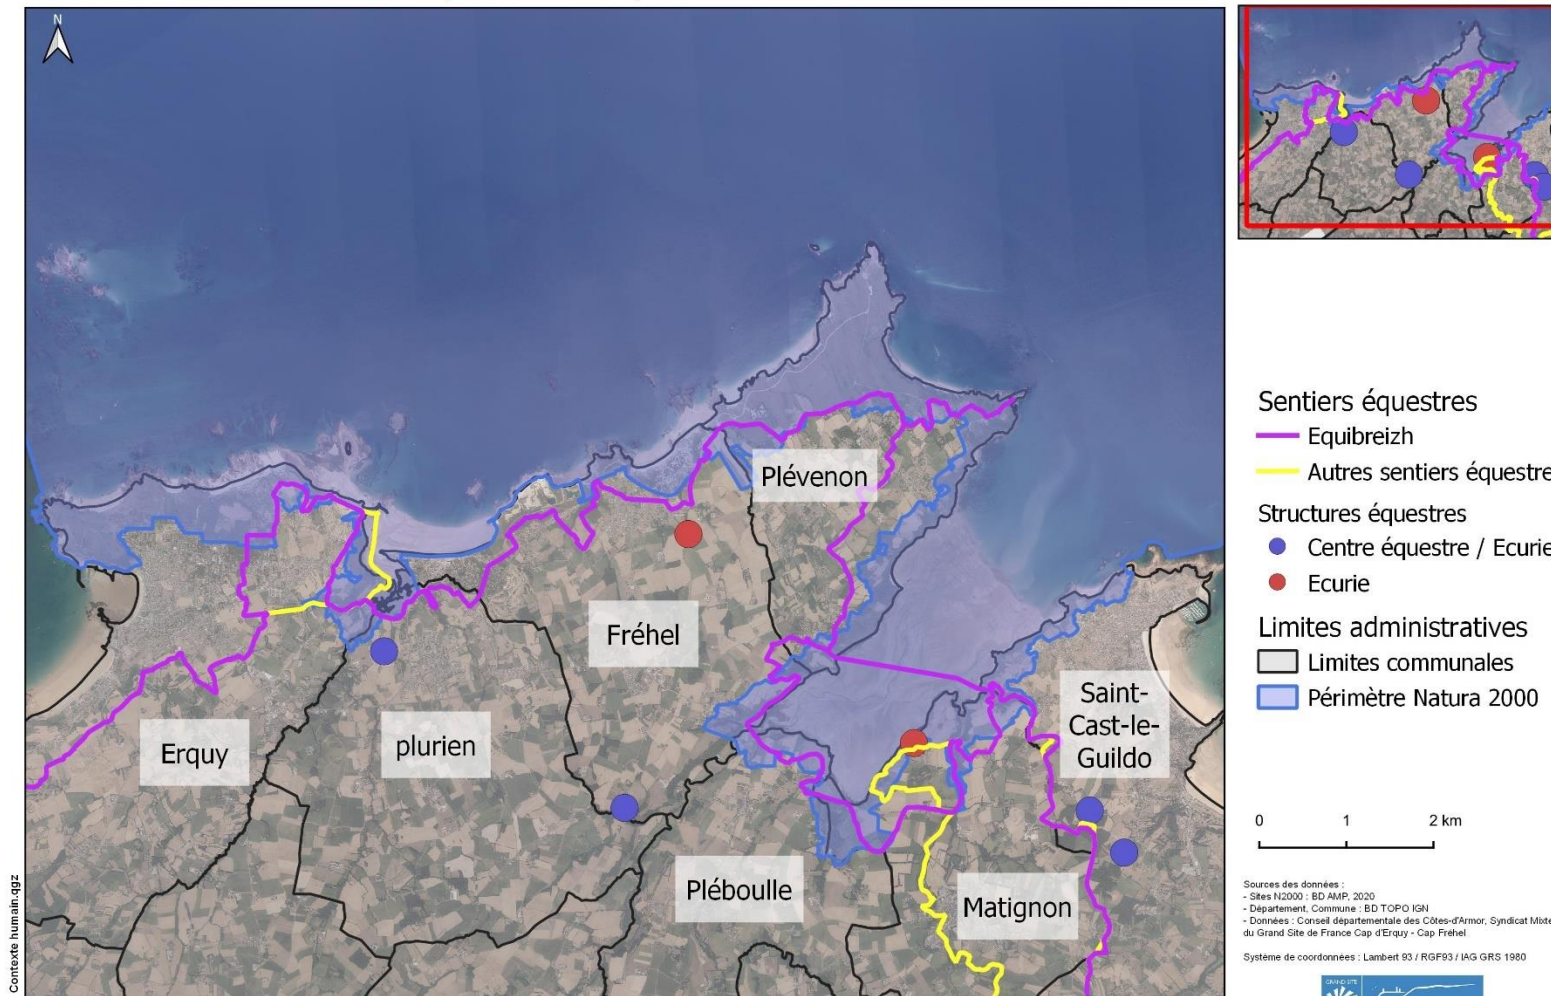 N
Plévenon
Fréhel
Erquy
plurien
Saint-
Cast-le-
Guildo
Pléboulle
Matignon
Contexte humain.qgz
Sentiers équestres
Equibreizh
Autres sentiers équestre
Structures équestres
Centre équestre / Ecurie
Ecurie
Limites administratives
Limites communales
Périmètre Natura 2000
0 1 2 km
Sources des données :
- Sites N2000 : BD AMP, 2020
- Département, Commune : BD TOPO IGN
- Données : Conseil départementale des Côtes-d'Armor, Syndicat Mixte
du Grand Site de France Cap d'Erquy - Cap Fréhel
Système de coordonnées : Lambert 93 / RGF93 / IAG GRS 1980
GRAND SITE